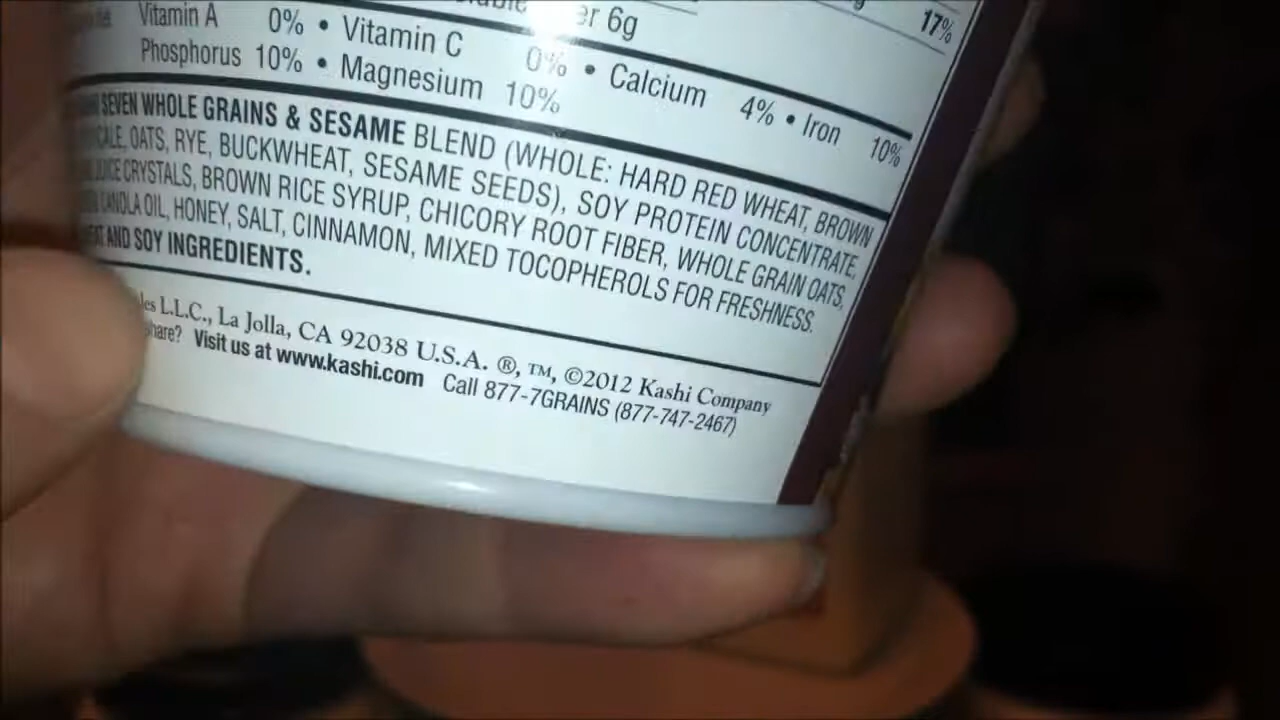 er 6g
17%
Vitamin A 0% • Vitamin C 0% • Calcium 4% • Iron 10%
Phosphorus 10% • Magnesium 10%
SEVEN WHOLE GRAINS & SESAME BLEND (WHOLE: HARD RED WHEAT, BROWN
OATS, RYE, BUCKWHEAT, SESAME SEEDS), SOY PROTEIN CONCENTRATE,
JUICE CRYSTALS, BROWN RICE SYRUP, CHICORY ROOT FIBER, WHOLE GRAIN OATS,
CANOLA OIL, HONEY, SALT, CINNAMON, MIXED TOCOPHEROLS FOR FRESHNESS.
AND SOY INGREDIENTS.
L.L.C., La Jolla, CA 92038 U.S.A. ®, ™, ©2012 Kashi Company
share? Visit us at www.kashi.com Call 877-7GRAINS (877-747-2467)